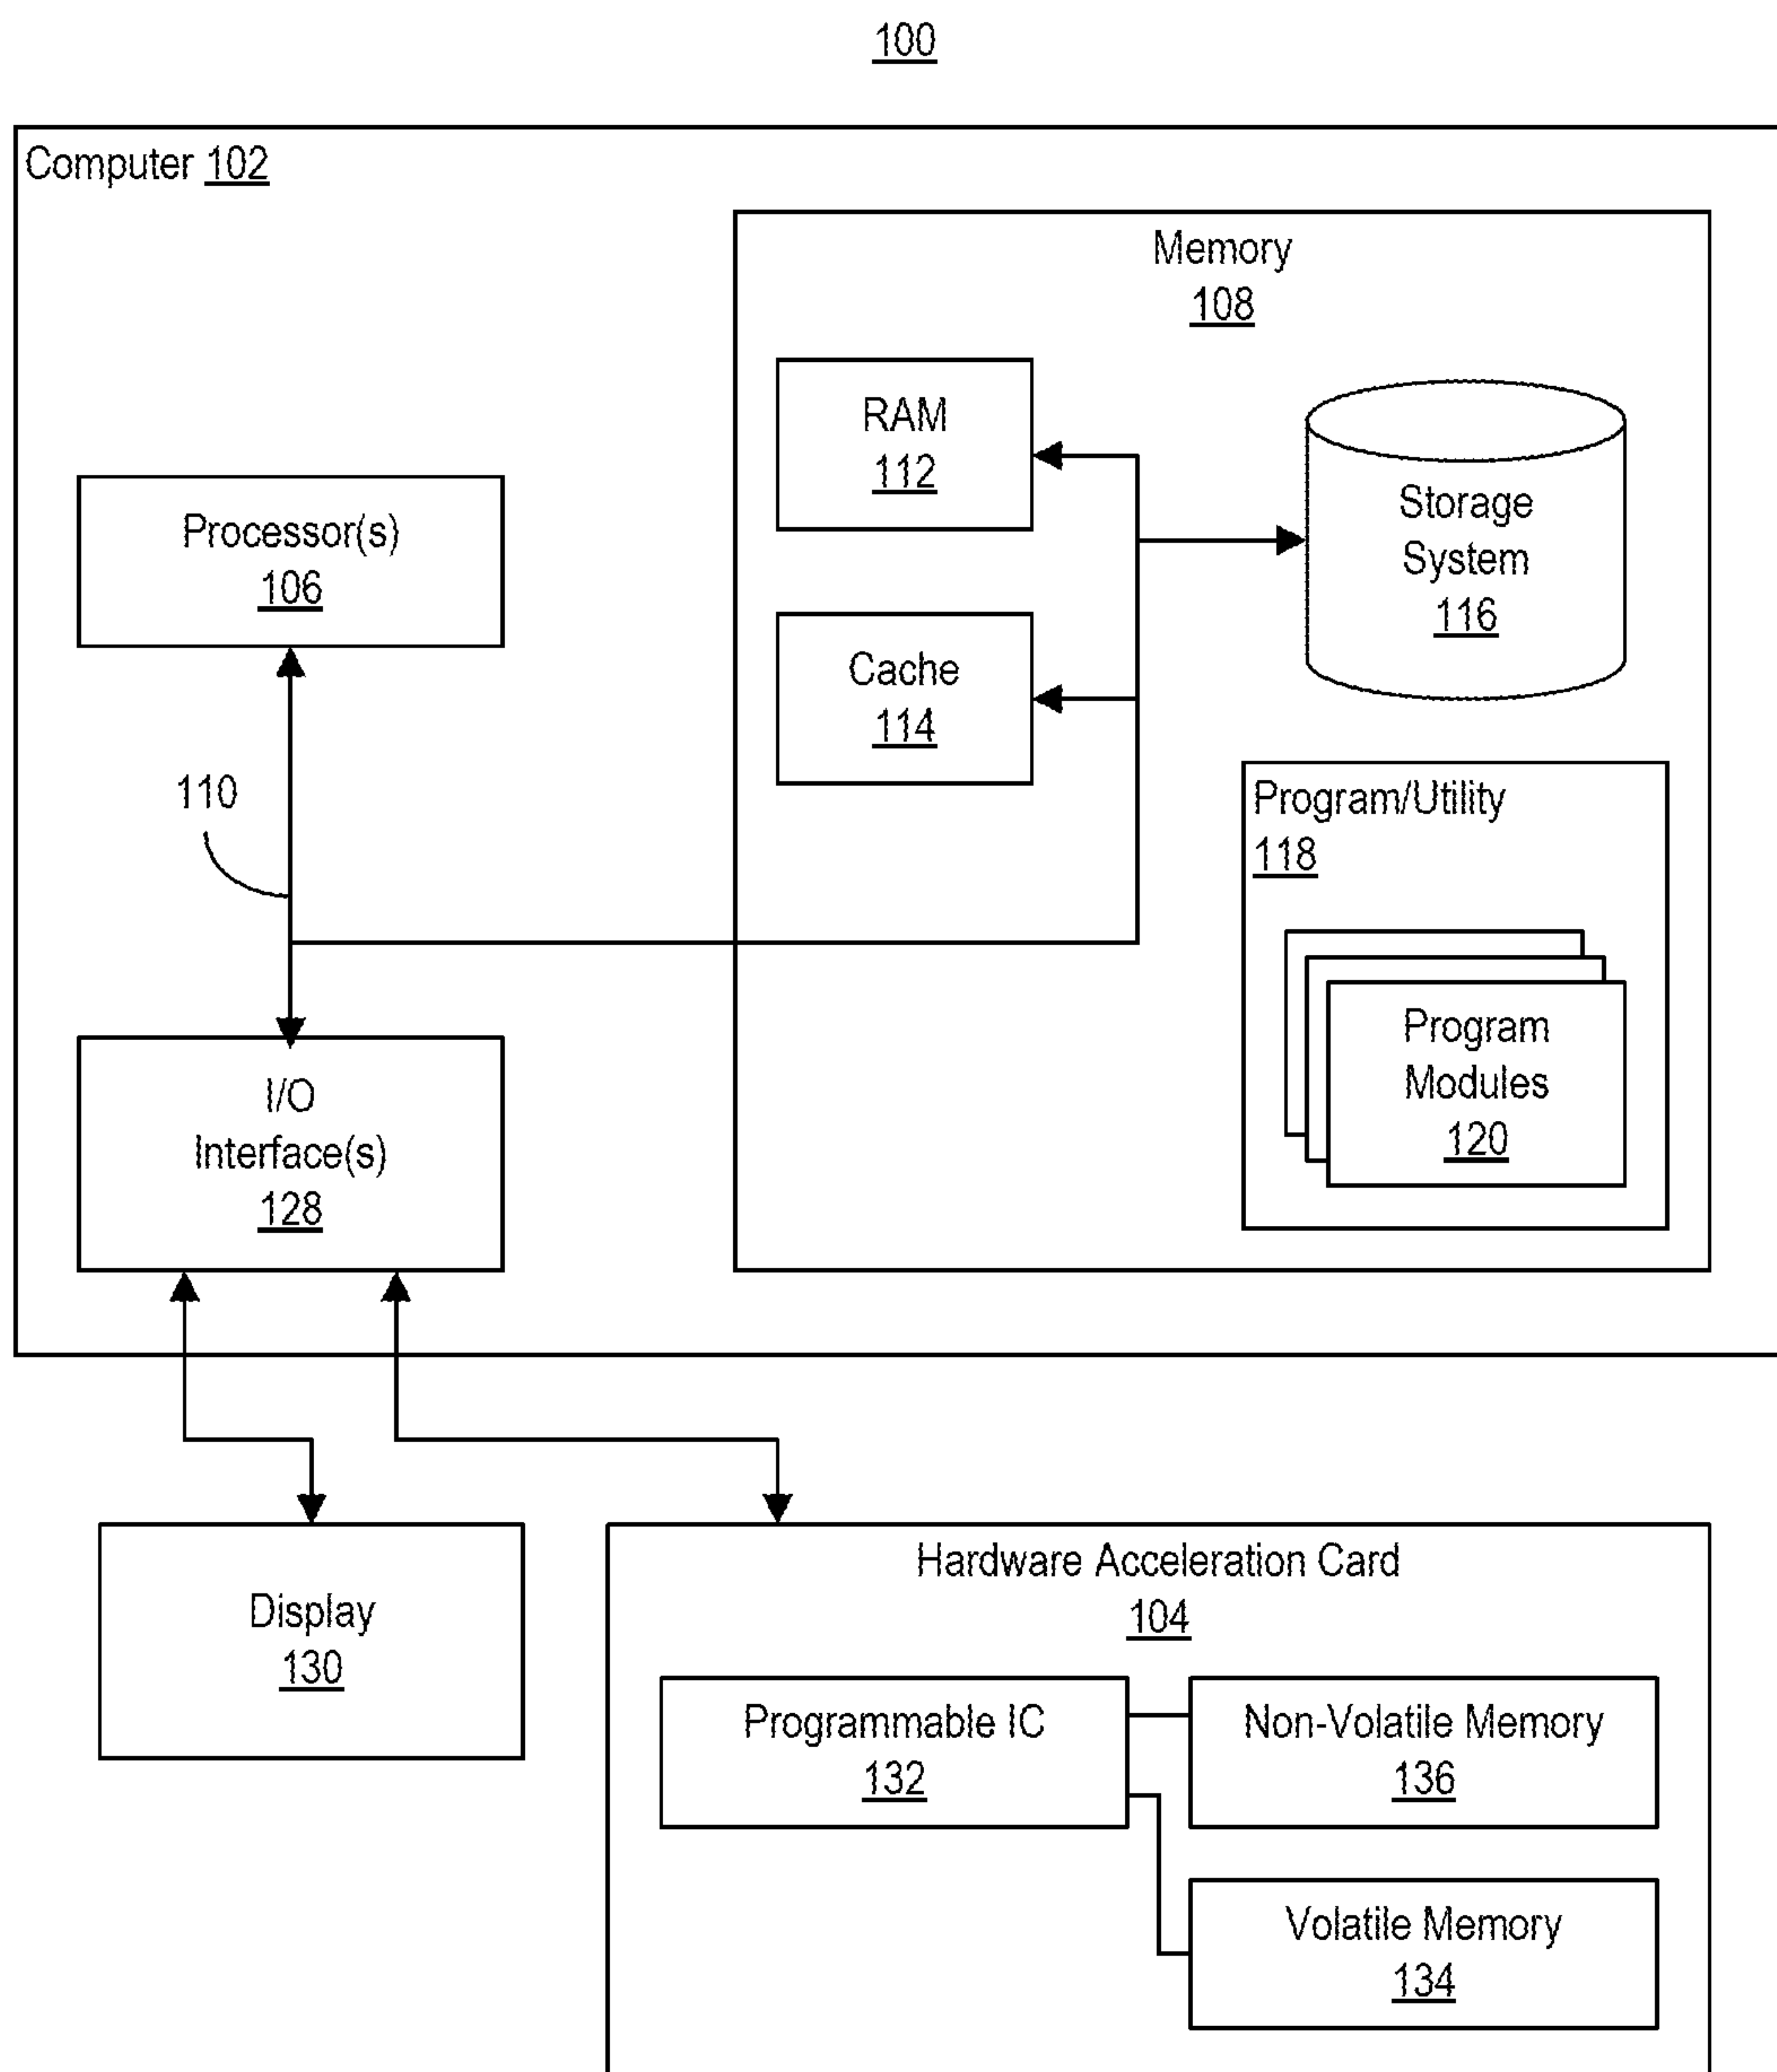 100
Computer 102
Memory
108
RAM
112
Storage
System
116
Processor(s)
106
Cache
114
110
Program/Utility
118
Program
Modules
120
I/O
Interface(s)
128
Display
130
Hardware Acceleration Card
104
Programmable IC
132
Non-Volatile Memory
136
Volatile Memory
134